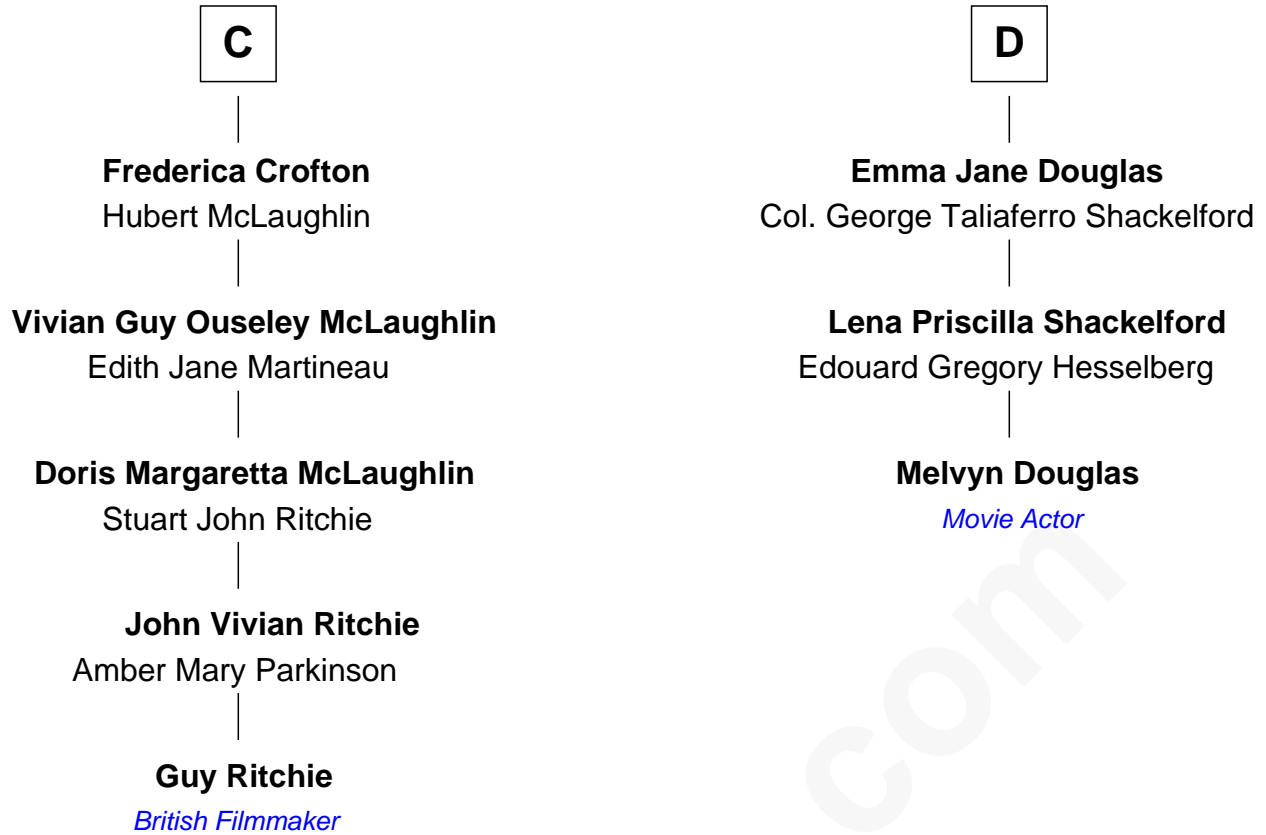 C
Frederica Crofton
Hubert McLaughlin
Vivian Guy Ouseley McLaughlin
Edith Jane Martineau
Doris Margaretta McLaughlin
Stuart John Ritchie
John Vivian Ritchie
Amber Mary Parkinson
Guy Ritchie
British Filmmaker
D
Emma Jane Douglas
Col. George Taliaferro Shackelford
Lena Priscilla Shackelford
Edouard Gregory Hesselberg
Melvyn Douglas
Movie Actor
com